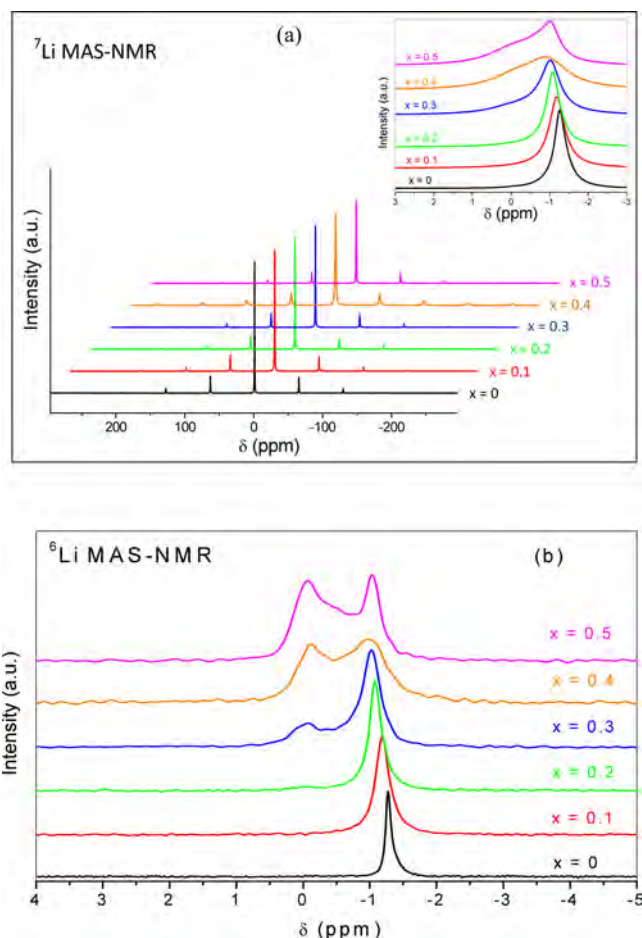 ⁷Li MAS-NMR
(a)
Intensity (a.u.)
x = 0.5
x = 0.4
x = 0.3
x = 0.2
x = 0.1
x = 0
3 2 1 0 -1 -2 -3
δ (ppm)
Intensity (a.u.)
x = 0.5
x = 0.4
x = 0.3
x = 0.2
x = 0.1
x = 0
200 100 0 -100 -200
δ (ppm)
⁶Li MAS-NMR
(b)
Intensity (a.u.)
x = 0.5
x = 0.4
x = 0.3
x = 0.2
x = 0.1
x = 0
4 3 2 1 0 -1 -2 -3 -4 -5
δ (ppm)